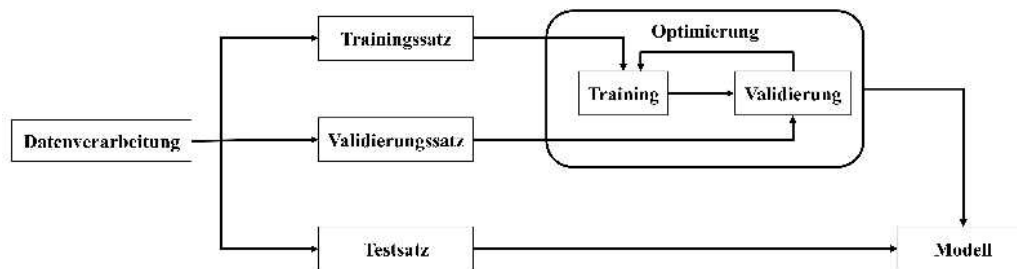 Optimierung
Trainingssatz
Training
Validierung
Datenverarbeitung
Validierungssatz
Testsatz
Modell